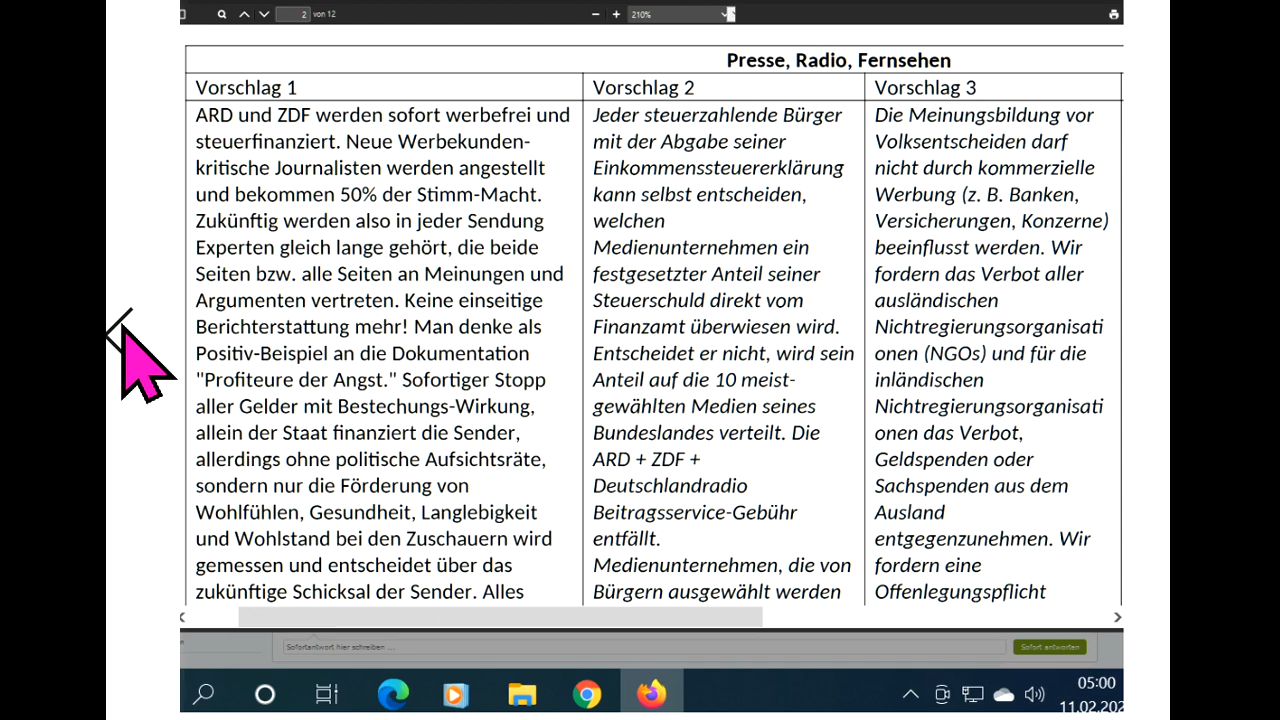 2 von 12
210%
Presse, Radio, Fernsehen
Vorschlag 1
ARD und ZDF werden sofort werbefrei und
steuerfinanziert. Neue Werbekunden-
kritische Journalisten werden angestellt
und bekommen 50% der Stimm-Macht.
Zukünftig werden also in jeder Sendung
Experten gleich lange gehört, die beide
Seiten bzw. alle Seiten an Meinungen und
Argumenten vertreten. Keine einseitige
Berichterstattung mehr! Man denke als
Positiv-Beispiel an die Dokumentation
"Profiteure der Angst." Sofortiger Stopp
aller Gelder mit Bestechungs-Wirkung,
allein der Staat finanziert die Sender,
allerdings ohne politische Aufsichtsräte,
sondern nur die Förderung von
Wohlfühlen, Gesundheit, Langlebigkeit
und Wohlstand bei den Zuschauern wird
gemessen und entscheidet über das
zukünftige Schicksal der Sender. Alles
Vorschlag 2
Jeder steuerzahlende Bürger
mit der Abgabe seiner
Einkommenssteuererklärung
kann selbst entscheiden,
welchen
Medienunternehmen ein
festgesetzter Anteil seiner
Steuerschuld direkt vom
Finanzamt überwiesen wird.
Entscheidet er nicht, wird sein
Anteil auf die 10 meist-
gewählten Medien seines
Bundeslandes verteilt. Die
ARD + ZDF +
Deutschlandradio
Beitragsservice-Gebühr
entfällt.
Medienunternehmen, die von
Bürgern ausgewählt werden
Vorschlag 3
Die Meinungsbildung vor
Volksentscheiden darf
nicht durch kommerzielle
Werbung (z. B. Banken,
Versicherungen, Konzerne)
beeinflusst werden. Wir
fordern das Verbot aller
ausländischen
Nichtregierungsorganisati
onen (NGOs) und für die
inländischen
Nichtregierungsorganisati
onen das Verbot,
Geldspenden oder
Sachspenden aus dem
Ausland
entgegenzunehmen. Wir
fordern eine
Offenlegungspflicht
Sofortantwort hier schreiben ...
Sofort antworten
05:00
11.02.202